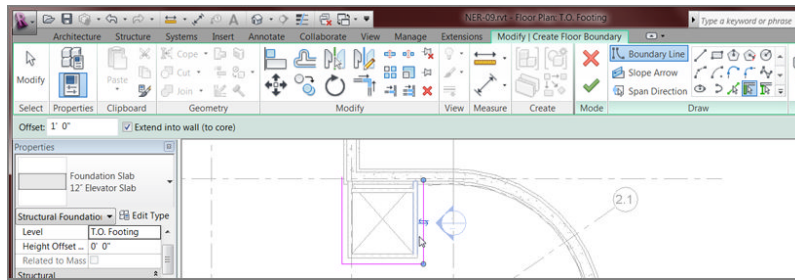 NER-09.rvt - Floor Plan: T.O. Footing
Type a keyword or phrase
Architecture Structure Systems Insert Annotate Collaborate View Manage Extensions Modify | Create Floor Boundary
Modify
Properties
Paste
Cope
Cut
Join
Boundary Line
Slope Arrow
Span Direction
Select Properties Clipboard Geometry Modify View Measure Create Mode Draw
Offset: 1' 0" Extend into wall (to core)
Properties
Foundation Slab
12" Elevator Slab
Structural Foundatio Edit Type
Level T.O. Footing
Height Offset ... 0' 0"
Related to Mass
Structural
2.1